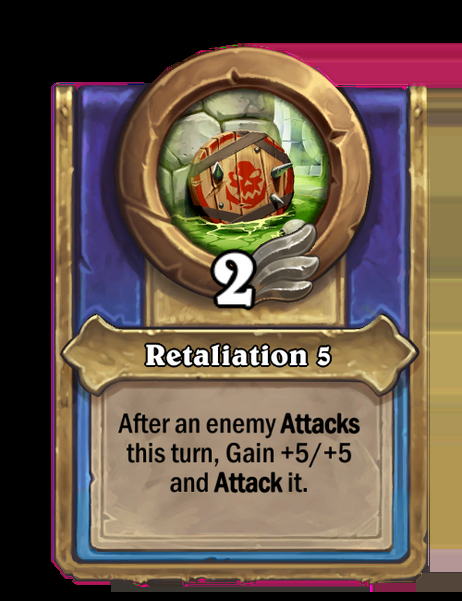 2
Retaliation 5
After an enemy Attacks
this turn, Gain +5/+5
and Attack it.